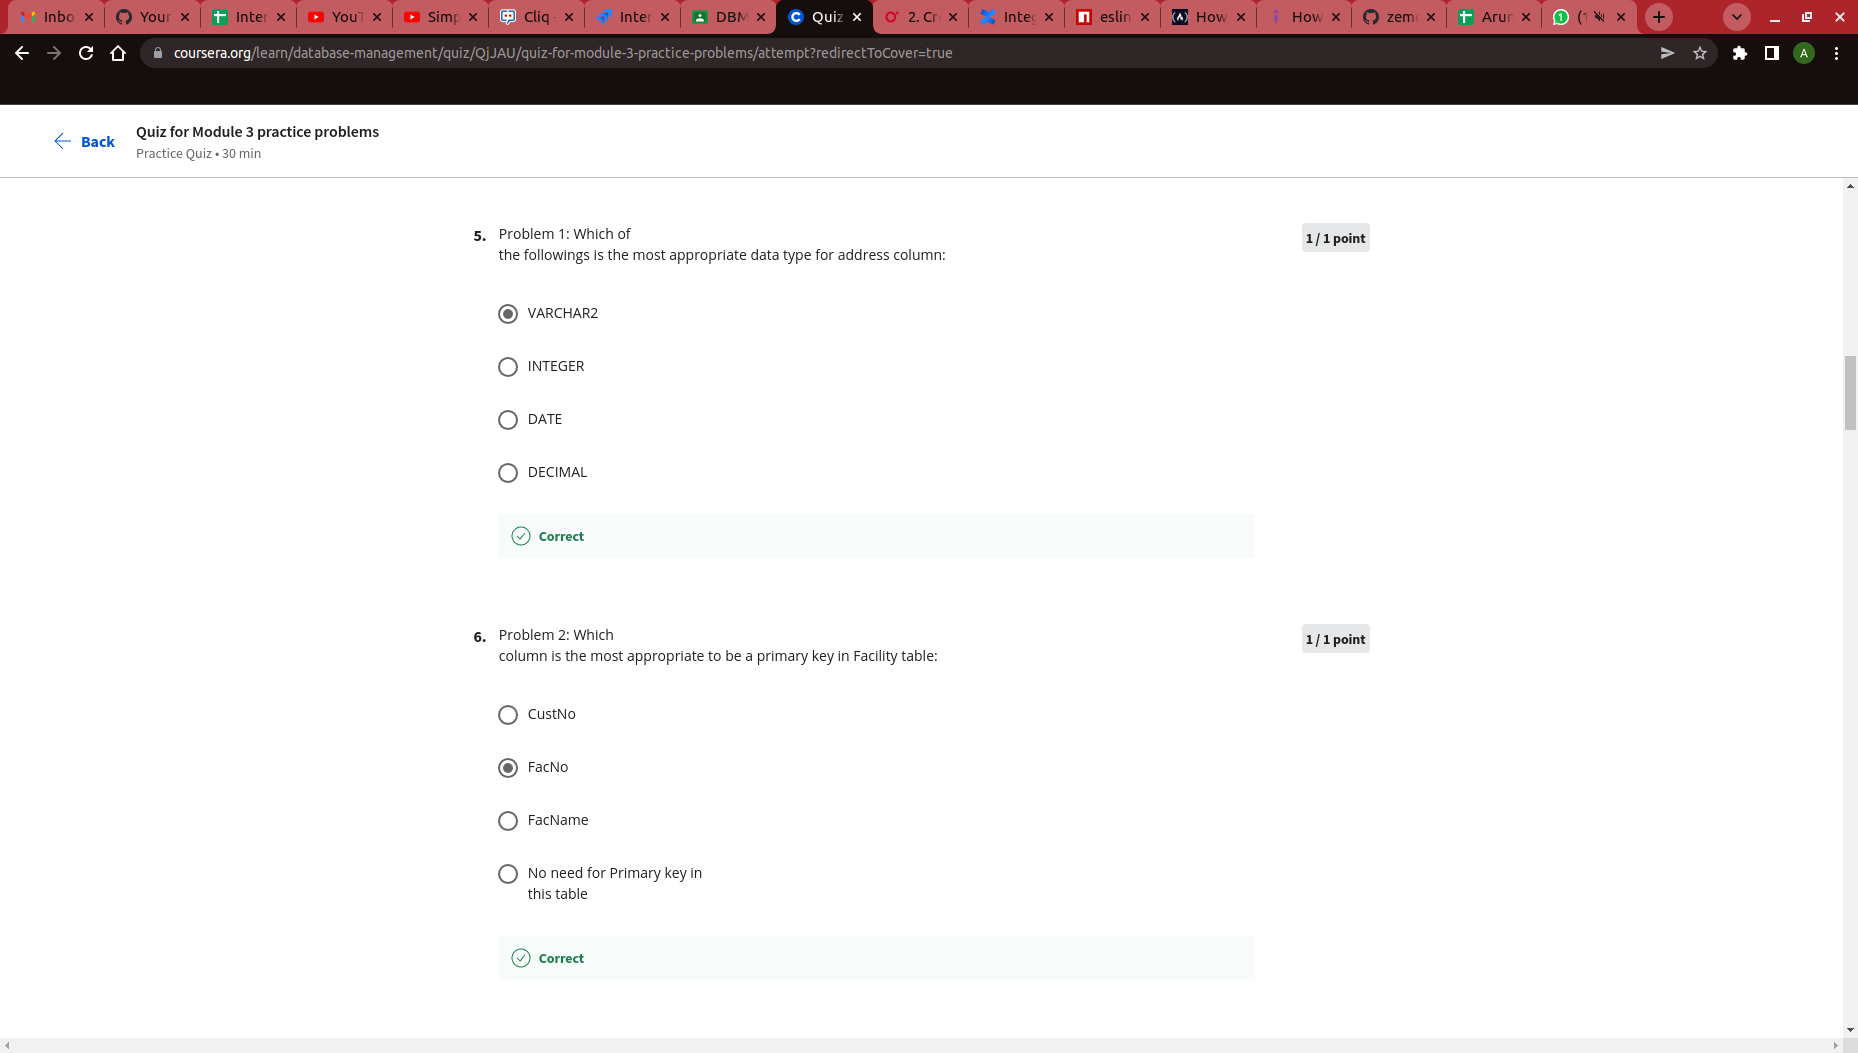 Inbo
Your
Inter
YouT
Simp
Cliq
Inter
DBM
Quiz
2. Cr
Integ
eslin
How
How
zem
Arun
(1
coursera.org/learn/database-management/quiz/QjJAU/quiz-for-module-3-practice-problems/attempt?redirectToCover=true
A
Back
Quiz for Module 3 practice problems
Practice Quiz • 30 min
5. Problem 1: Which of
the followings is the most appropriate data type for address column:
1 / 1 point
VARCHAR2
INTEGER
DATE
DECIMAL
Correct
6. Problem 2: Which
column is the most appropriate to be a primary key in Facility table:
1 / 1 point
CustNo
FacNo
FacName
No need for Primary key in
this table
Correct